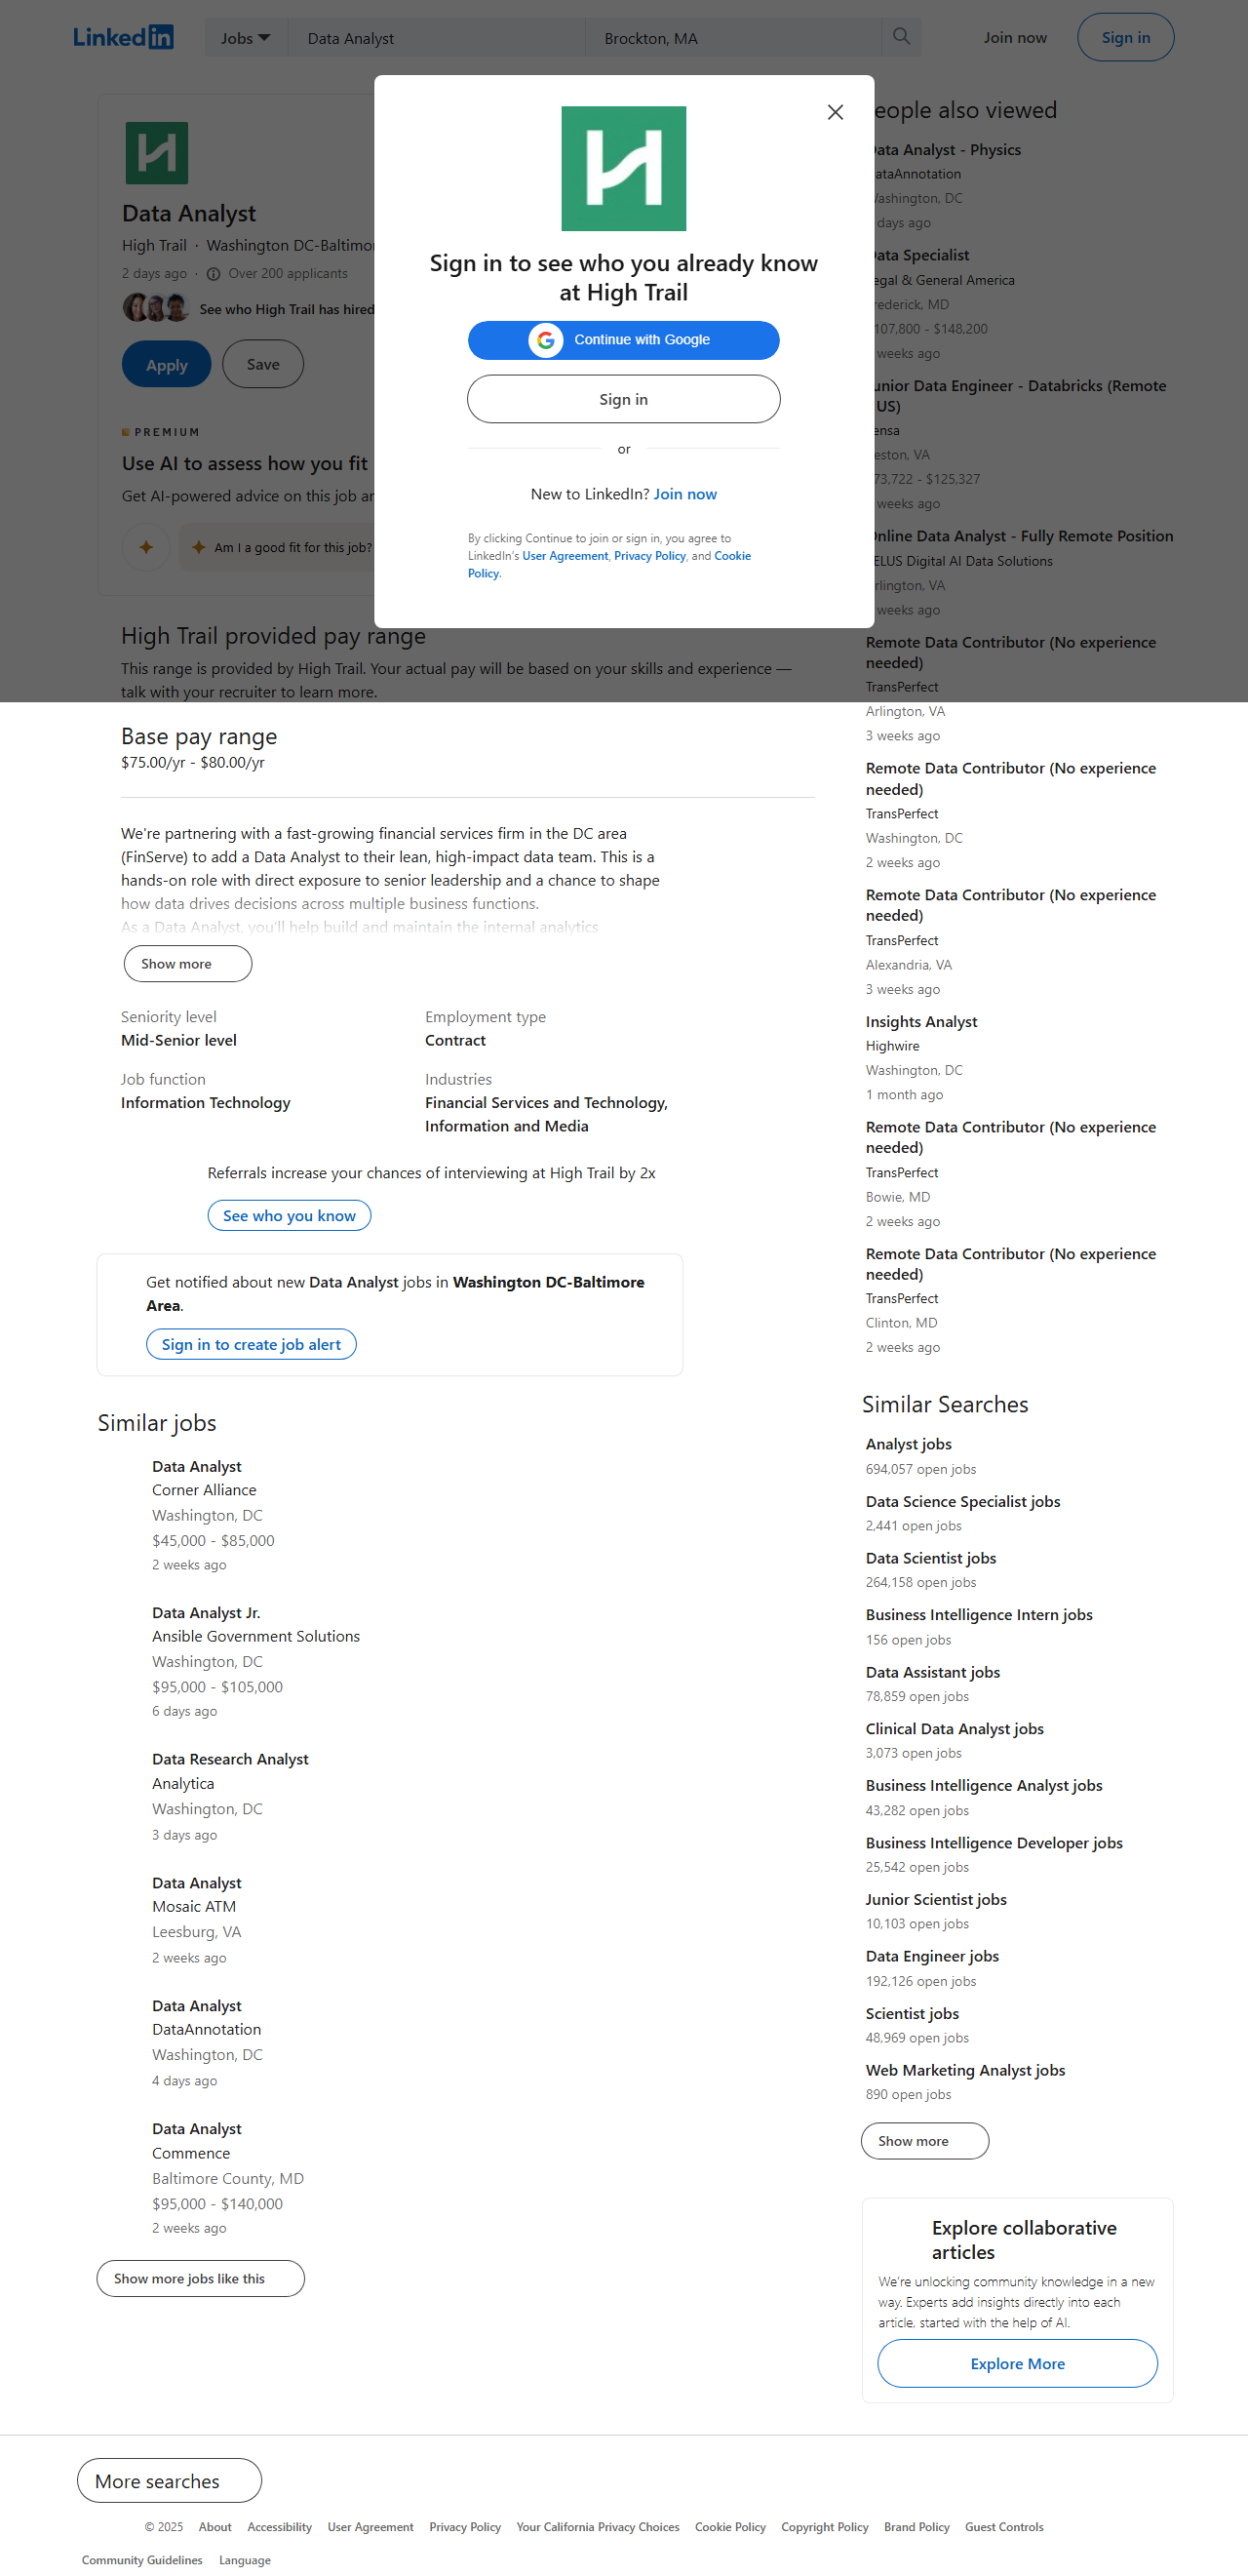 LinkedIn
Jobs
Data Analyst
Brockton, MA
Join now
Sign in
Data Analyst
High Trail · Washington DC-Baltimor
2 days ago · Over 200 applicants
See who High Trail has hired
Apply
Save
PREMIUM
Use AI to assess how you fit
Get AI-powered advice on this job an
Am I a good fit for this job?
Sign in to see who you already know
at High Trail
Continue with Google
Sign in
or
New to LinkedIn? Join now
By clicking Continue to join or sign in, you agree to
LinkedIn's User Agreement, Privacy Policy, and Cookie
Policy.
High Trail provided pay range
This range is provided by High Trail. Your actual pay will be based on your skills and experience —
talk with your recruiter to learn more.
Base pay range
$75.00/yr - $80.00/yr
We're partnering with a fast-growing financial services firm in the DC area
(FinServe) to add a Data Analyst to their lean, high-impact data team. This is a
hands-on role with direct exposure to senior leadership and a chance to shape
how data drives decisions across multiple business functions.
As a Data Analyst, you'll help build and maintain the internal analytics
Show more
Seniority level
Mid-Senior level
Employment type
Contract
Job function
Information Technology
Industries
Financial Services and Technology,
Information and Media
Referrals increase your chances of interviewing at High Trail by 2x
See who you know
Get notified about new Data Analyst jobs in Washington DC-Baltimore
Area.
Sign in to create job alert
Similar jobs
Data Analyst
Corner Alliance
Washington, DC
$45,000 - $85,000
2 weeks ago
Data Analyst Jr.
Ansible Government Solutions
Washington, DC
$95,000 - $105,000
6 days ago
Data Research Analyst
Analytica
Washington, DC
3 days ago
Data Analyst
Mosaic ATM
Leesburg, VA
2 weeks ago
Data Analyst
DataAnnotation
Washington, DC
4 days ago
Data Analyst
Commence
Baltimore County, MD
$95,000 - $140,000
2 weeks ago
Show more jobs like this
eople also viewed
Data Analyst - Physics
ataAnnotation
Washington, DC
days ago
Data Specialist
egal & General America
rederick, MD
107,800 - $148,200
weeks ago
unior Data Engineer - Databricks (Remote
US)
ensa
eston, VA
73,722 - $125,327
weeks ago
Online Data Analyst - Fully Remote Position
ELUS Digital AI Data Solutions
rlington, VA
weeks ago
Remote Data Contributor (No experience
needed)
TransPerfect
Arlington, VA
3 weeks ago
Remote Data Contributor (No experience
needed)
TransPerfect
Washington, DC
2 weeks ago
Remote Data Contributor (No experience
needed)
TransPerfect
Alexandria, VA
3 weeks ago
Insights Analyst
Highwire
Washington, DC
1 month ago
Remote Data Contributor (No experience
needed)
TransPerfect
Bowie, MD
2 weeks ago
Remote Data Contributor (No experience
needed)
TransPerfect
Clinton, MD
2 weeks ago
Similar Searches
Analyst jobs
694,057 open jobs
Data Science Specialist jobs
2,441 open jobs
Data Scientist jobs
264,158 open jobs
Business Intelligence Intern jobs
156 open jobs
Data Assistant jobs
78,859 open jobs
Clinical Data Analyst jobs
3,073 open jobs
Business Intelligence Analyst jobs
43,282 open jobs
Business Intelligence Developer jobs
25,542 open jobs
Junior Scientist jobs
10,103 open jobs
Data Engineer jobs
192,126 open jobs
Scientist jobs
48,969 open jobs
Web Marketing Analyst jobs
890 open jobs
Show more
Explore collaborative
articles
We're unlocking community knowledge in a new
way. Experts add insights directly into each
article, started with the help of AI.
Explore More
More searches
© 2025 About Accessibility User Agreement Privacy Policy Your California Privacy Choices Cookie Policy Copyright Policy Brand Policy Guest Controls
Community Guidelines Language